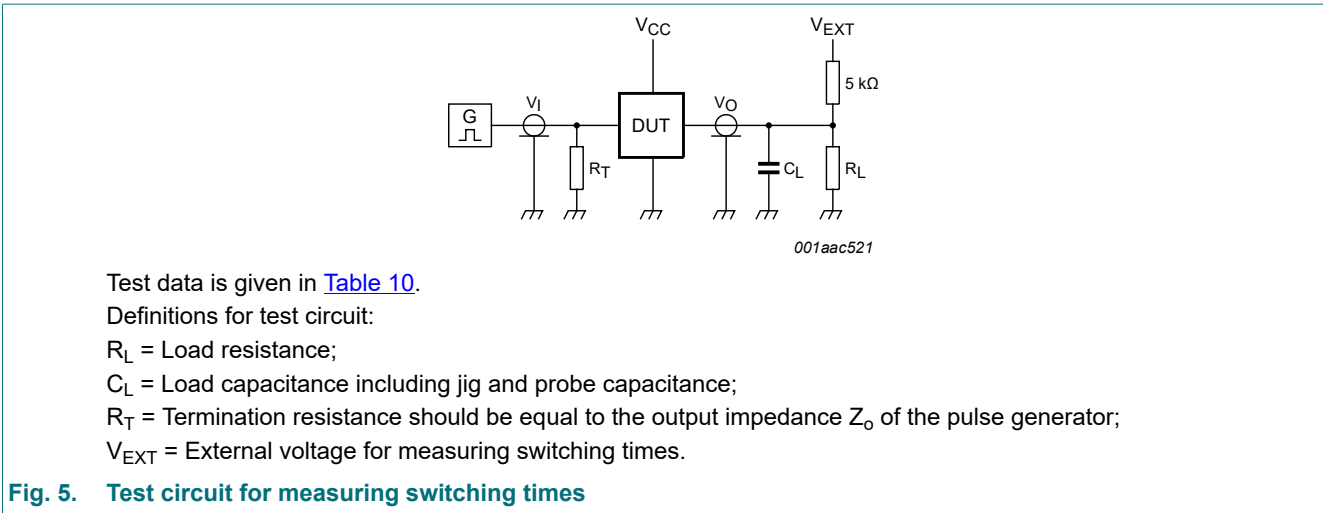 VCC VEXT
5 kΩ
G VI DUT VO
RT CL RL
001aac521
Test data is given in Table 10.
Definitions for test circuit:
RL = Load resistance;
CL = Load capacitance including jig and probe capacitance;
RT = Termination resistance should be equal to the output impedance Zo of the pulse generator;
VEXT = External voltage for measuring switching times.
Fig. 5. Test circuit for measuring switching times